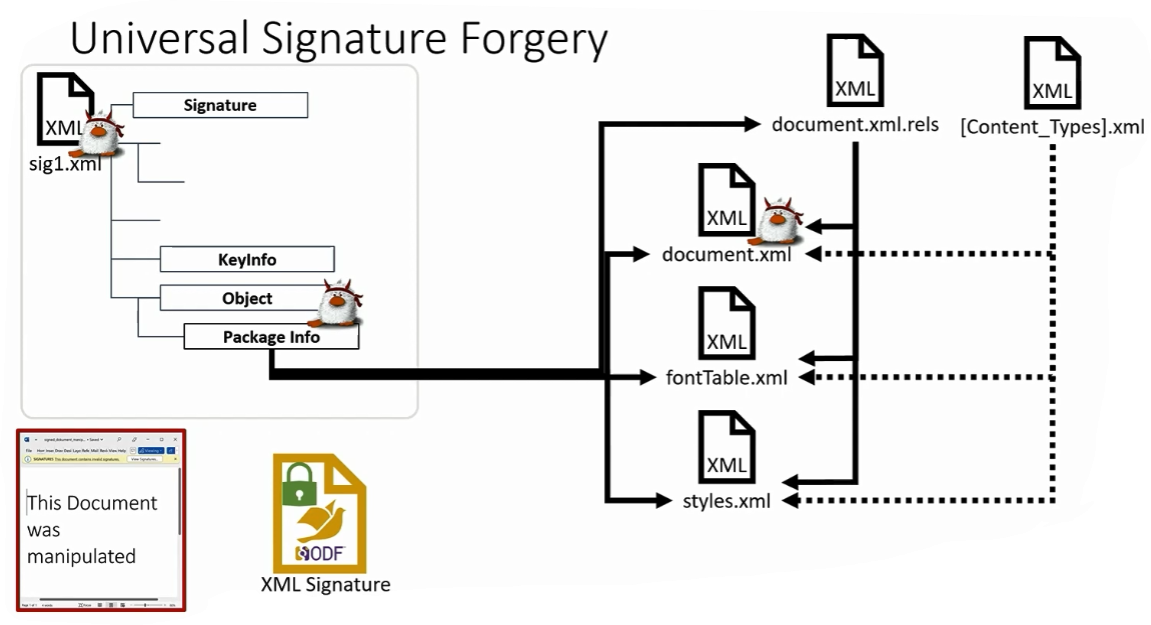 Universal Signature Forgery
XML
sig1.xml
Signature
KeyInfo
Object
Package Info
XML
document.xml.rels
XML
[Content_Types].xml
XML
document.xml
XML
fontTable.xml
XML
styles.xml
This Document
was
manipulated
ODF
XML Signature